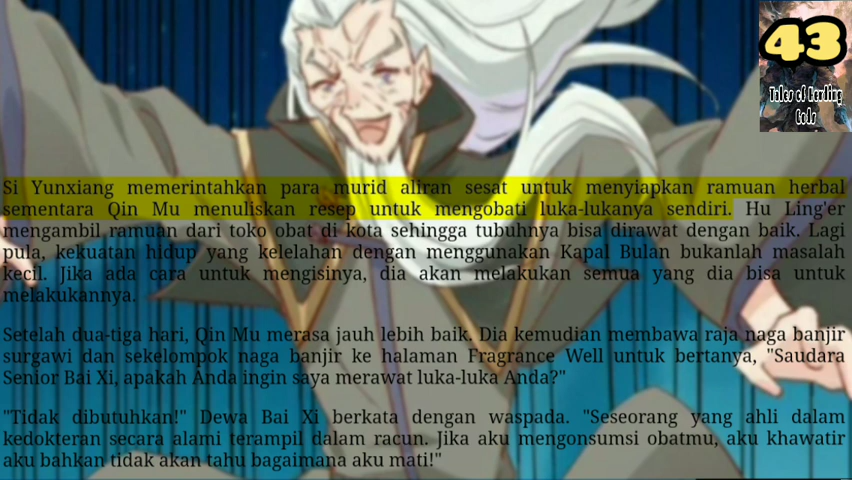 43
Tales of Herding
Gods
Si Yunxiang memerintahkan para murid aliran sesat untuk menyiapkan ramuan herbal
sementara Qin Mu menuliskan resep untuk mengobati luka-lukanya sendiri. Hu Ling'er
mengambil ramuan dari toko obat di kota sehingga tubuhnya bisa dirawat dengan baik. Lagi
pula, kekuatan hidup yang kelelahan dengan menggunakan Kapal Bulan bukanlah masalah
kecil. Jika ada cara untuk mengisinya, dia akan melakukan semua yang dia bisa untuk
melakukannya.
Setelah dua-tiga hari, Qin Mu merasa jauh lebih baik. Dia kemudian membawa raja naga banjir
surgawi dan sekelompok naga banjir ke halaman Fragrance Well untuk bertanya, "Saudara
Senior Bai Xi, apakah Anda ingin saya merawat luka-luka Anda?"
"Tidak dibutuhkan!" Dewa Bai Xi berkata dengan waspada. "Seseorang yang ahli dalam
kedokteran secara alami terampil dalam racun. Jika aku mengonsumsi obatmu, aku khawatir
aku bahkan tidak akan tahu bagaimana aku mati!"